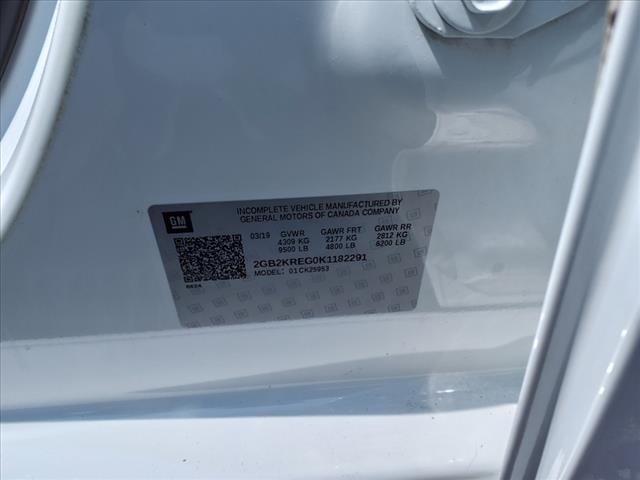 GM
INCOMPLETE VEHICLE MANUFACTURED BY
GENERAL MOTORS OF CANADA COMPANY
03/19 GVWR GAWR FRT GAWR RR
4309 KG 2177 KG 2812 KG
9500 LB 4800 LB 6200 LB
2GB2KREG0K1182291
MODEL: 01CK25953